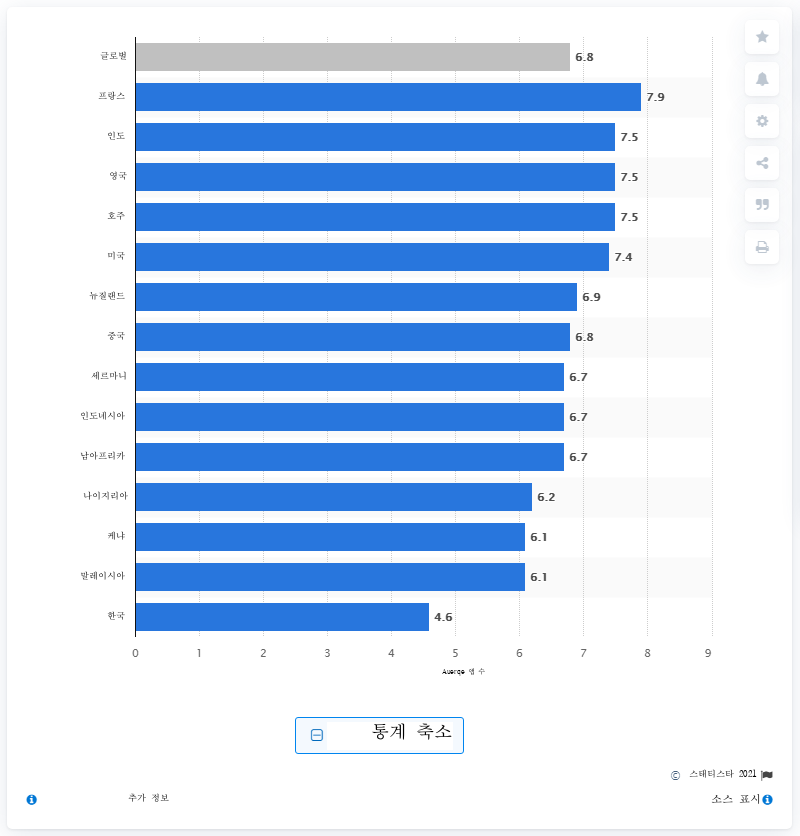 글로벌 6.8
프랑스 7.9
인도 7.5
영국 7.5
호주 7.5
미국 7.4
뉴질랜드 6.9
중국 6.8
세르마니 6.7
인도네시아 6.7
남아프리카 6.7
나이지리아 6.2
케냐 6.1
말레이시아 6.1
한국 4.6
0 1 2 3 4 5 6 7 8 9
Auerqe 앱 수
통계 축소
© 스태티스타 2021
추가 정보
소스 표시